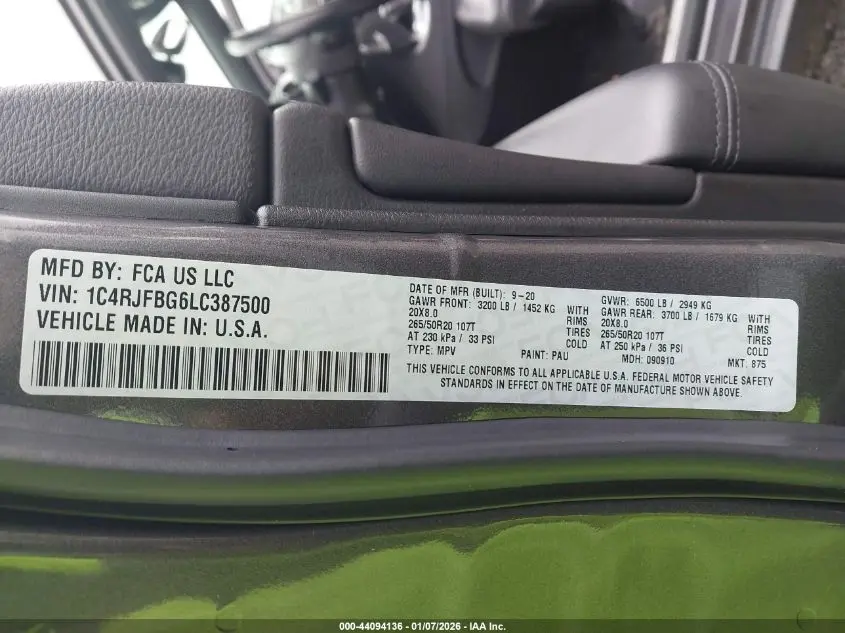 MFD BY: FCA US LLC
VIN: 1C4RJFBG6LC387500
VEHICLE MADE IN: U.S.A.
DATE OF MFR (BUILT): 9-20 GVWR: 6500 LB / 2949 KG
GAWR FRONT: 3200 LB / 1452 KG WITH GAWR REAR: 3700 LB / 1679 KG WITH
20X8.0 RIMS 20X8.0 RIMS
265/50R20 107T TIRES 265/50R20 107T TIRES
AT 230 kPa / 33 PSI COLD AT 250 kPa / 36 PSI COLD
TYPE: MPV PAINT: PAU MDH: 090910 MKT: 875
THIS VEHICLE CONFORMS TO ALL APPLICABLE U.S.A. FEDERAL MOTOR VEHICLE SAFETY
STANDARDS IN EFFECT ON THE DATE OF MANUFACTURE SHOWN ABOVE.
000-44094136 - 01/07/2026 - IAA Inc.